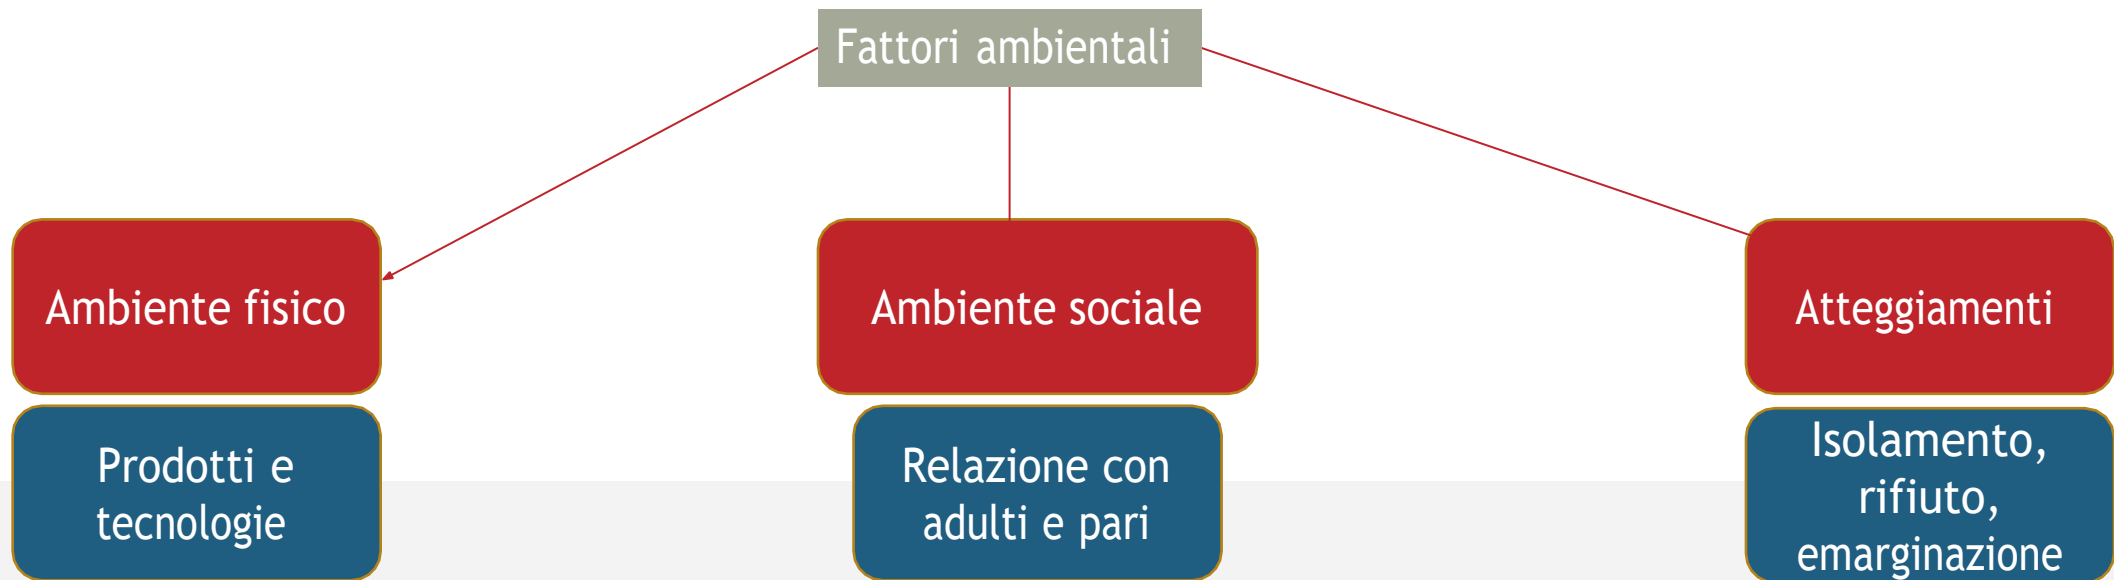 Fattori ambientali
Ambiente fisico
Ambiente sociale
Atteggiamenti
Prodotti e
tecnologie
Relazione con
adulti e pari
Isolamento,
rifiuto,
emarginazione